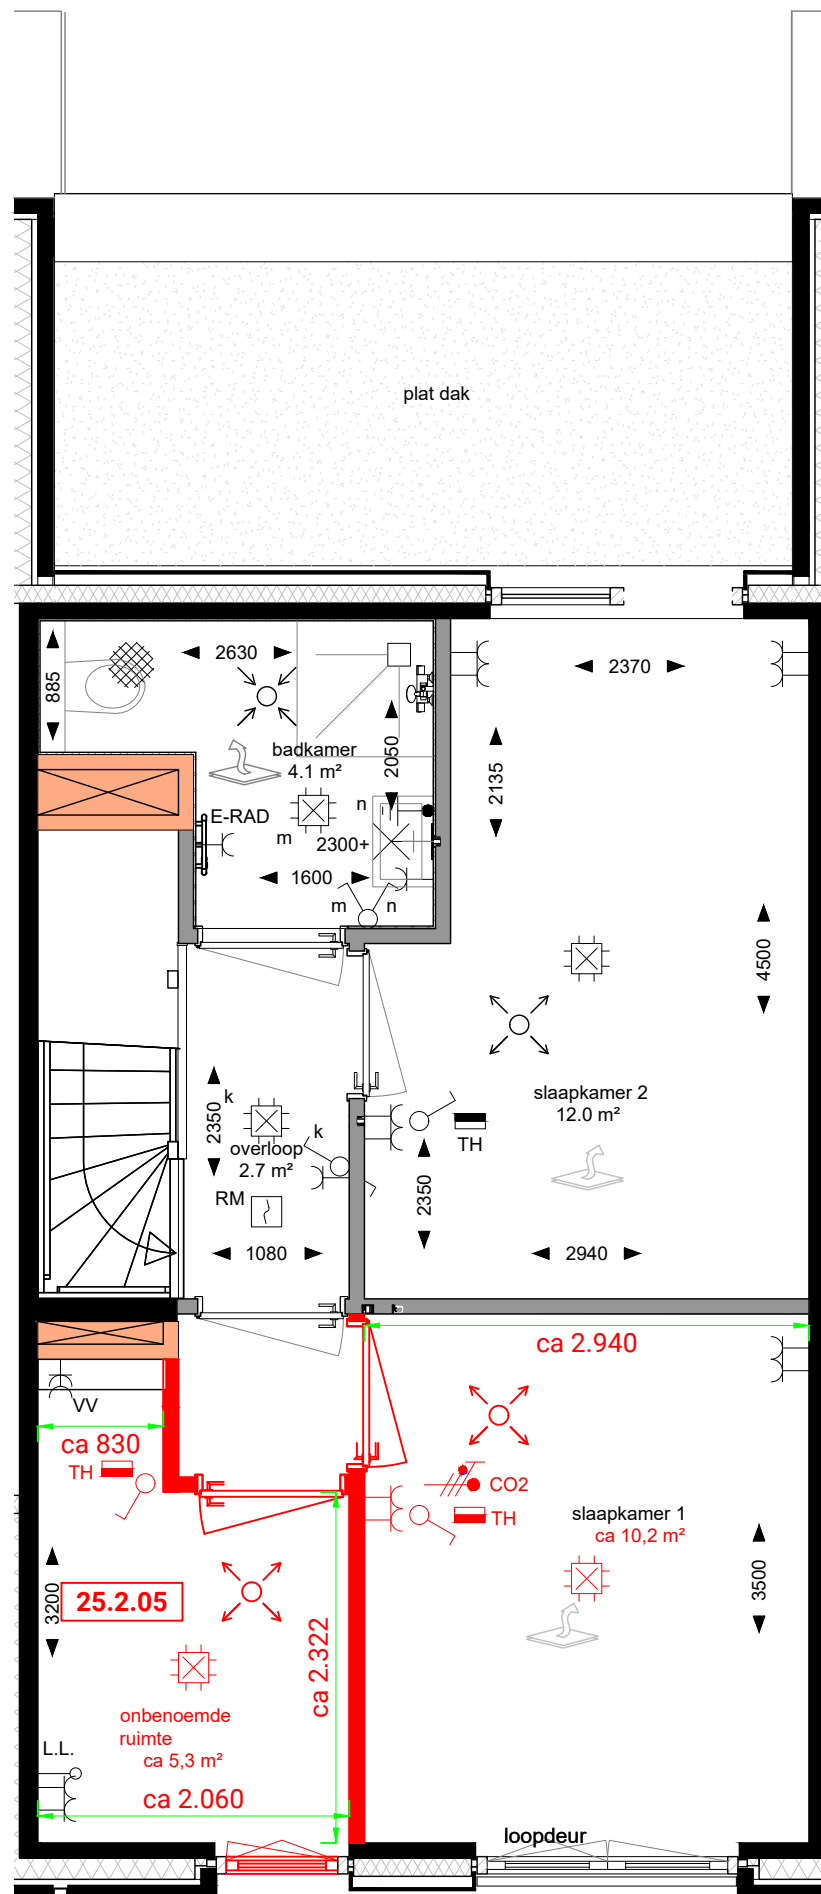 plat dak
2630
885
2370
2050
2135
badkamer
4.1 m²
E-RAD
n
m
2300+
1600
m
n
4500
slaapkamer 2
12.0 m²
k
2350
k
overloop
2.7 m²
TH
2350
RM
1080
2940
ca 2.940
VV
ca 830
TH
CO2
TH
slaapkamer 1
ca 10,2 m²
3500
3200
25.2.05
ca 2.322
onbenoemde
ruimte
ca 5,3 m²
L.L.
ca 2.060
loopdeur